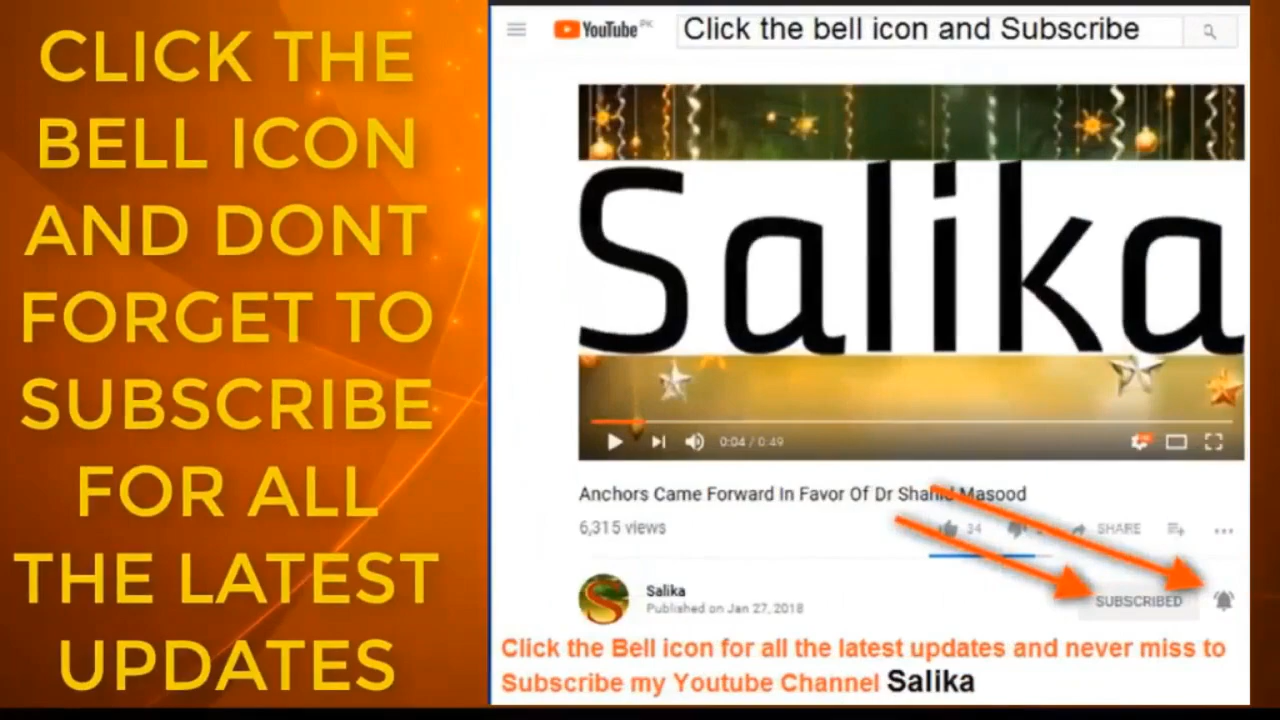 CLICK THE
BELL ICON
AND DONT
FORGET TO
SUBSCRIBE
FOR ALL
THE LATEST
UPDATES
YouTube PK
Click the bell icon and Subscribe
Salika
0:04 / 0:49
Anchors Came Forward In Favor Of Dr Shahid Masood
6,315 views
34
SHARE
Salika
Published on Jan 27, 2018
SUBSCRIBED
Click the Bell icon for all the latest updates and never miss to
Subscribe my Youtube Channel Salika